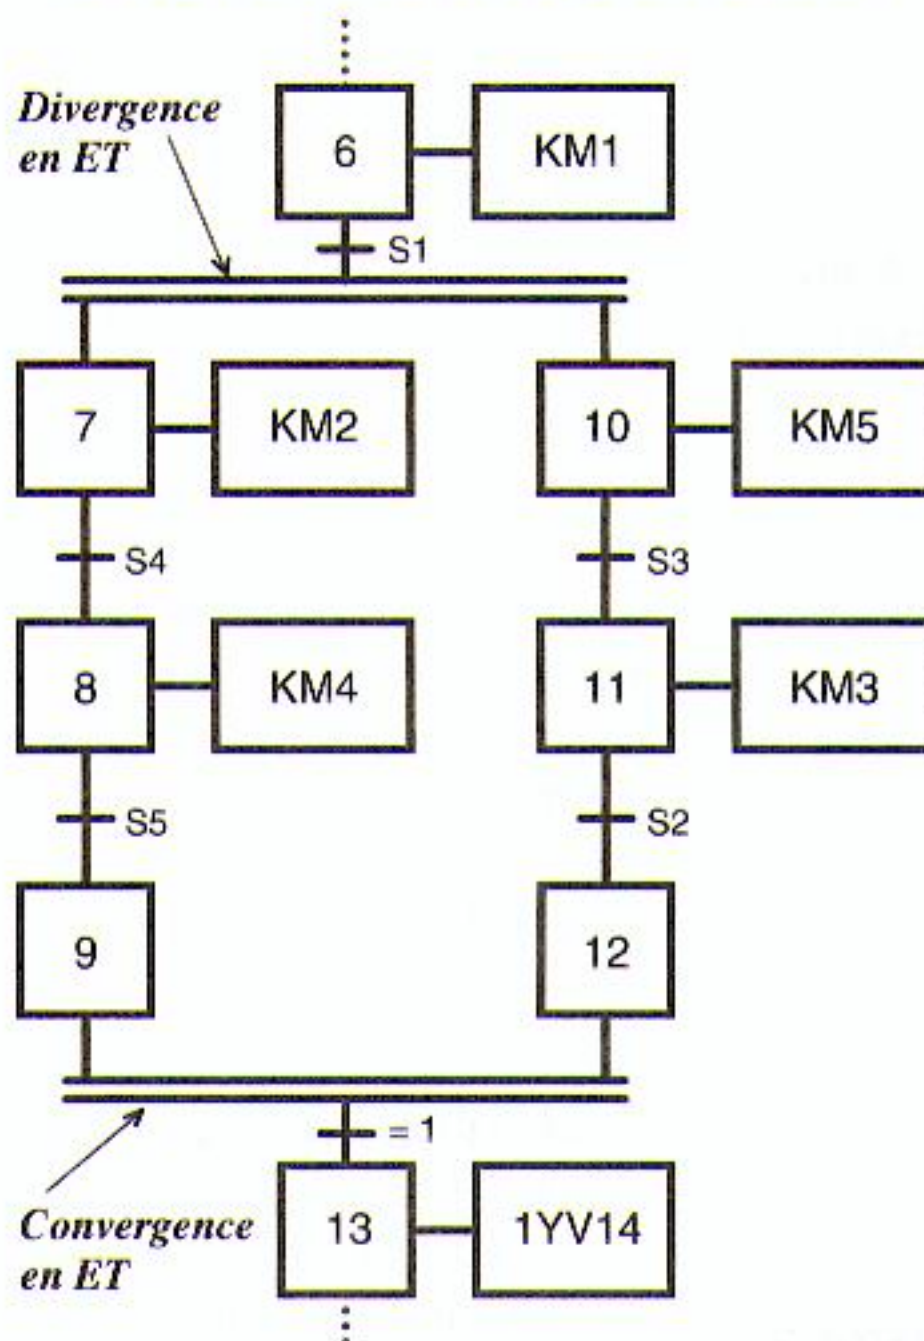 Divergence
en ET
6
KM1
S1
7
KM2
10
KM5
S4
S3
8
KM4
11
KM3
S5
S2
9
12
= 1
Convergence
en ET
13
1YV14